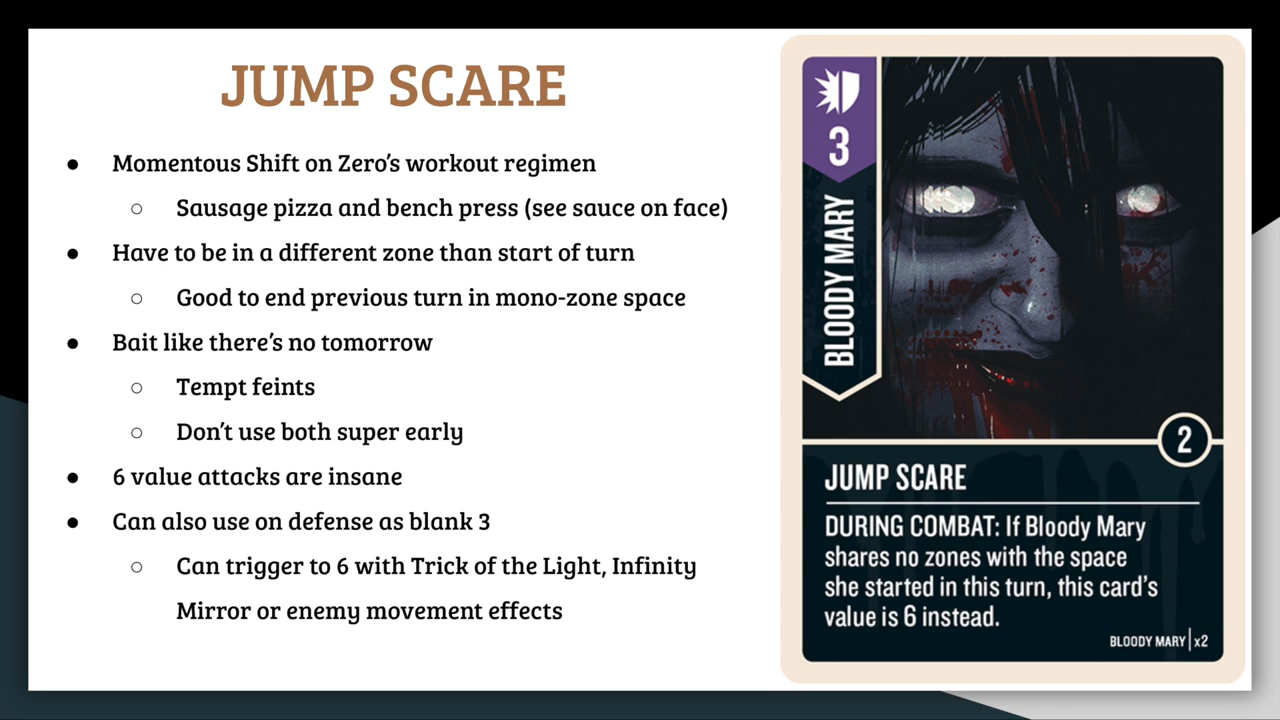 JUMP SCARE
● Momentous Shift on Zero's workout regimen
○ Sausage pizza and bench press (see sauce on face)
● Have to be in a different zone than start of turn
○ Good to end previous turn in mono-zone space
● Bait like there's no tomorrow
○ Tempt feints
○ Don't use both super early
● 6 value attacks are insane
● Can also use on defense as blank 3
○ Can trigger to 6 with Trick of the Light, Infinity
Mirror or enemy movement effects
3
BLOODY MARY
2
JUMP SCARE
DURING COMBAT: If Bloody Mary
shares no zones with the space
she started in this turn, this card's
value is 6 instead.
BLOODY MARY | x2